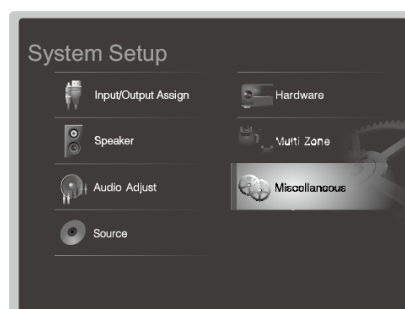 System Setup
Input/Output Assign
Speaker
Audio Adjust
Source
Hardware
Multi Zone
Miscellaneous